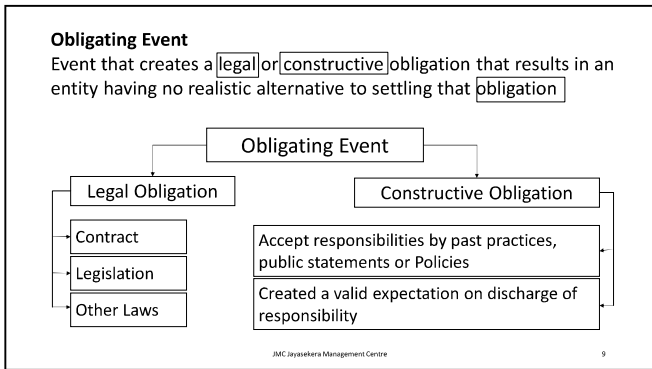 Obligating Event
Event that creates a legal or constructive obligation that results in an
entity having no realistic alternative to settling that obligation
Obligating Event
Legal Obligation
Constructive Obligation
Contract
Legislation
Other Laws
Accept responsibilities by past practices,
public statements or Policies
Created a valid expectation on discharge of
responsibility
JMC Jayasekera Management Centre
9